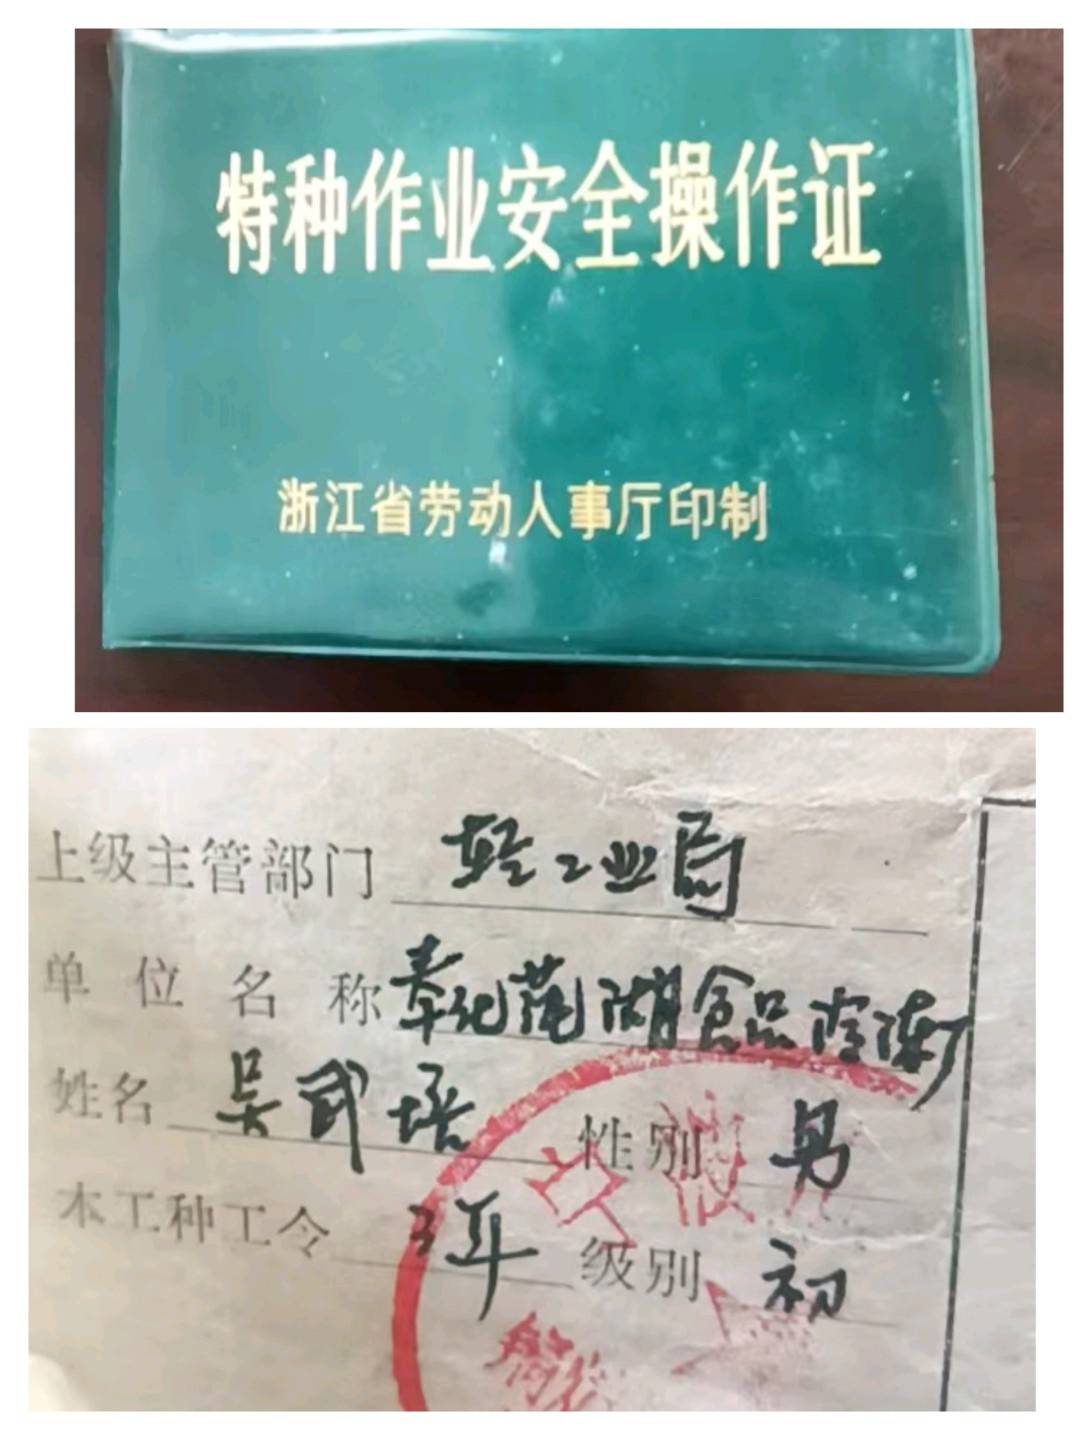 特种作业安全操作证
浙江省劳动人事厅印制
上级主管部门 轻工业局
单位名称 奉化莼湖食品冷冻厂
姓名 吴武培 性别 男
本工种工令 3年 级别 初